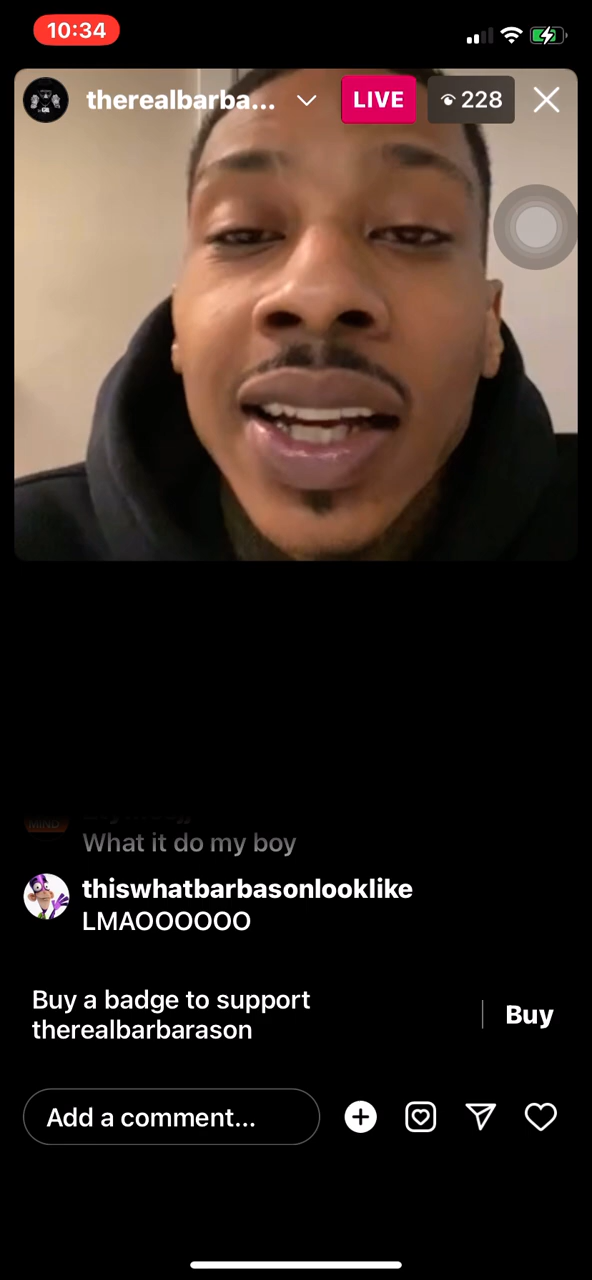 10:34
therealbarba...
LIVE
228
MIND
What it do my boy
thiswhatbarbasonlooklike
LMAOOOOOO
Buy a badge to support
therealbarbarason
Buy
Add a comment...